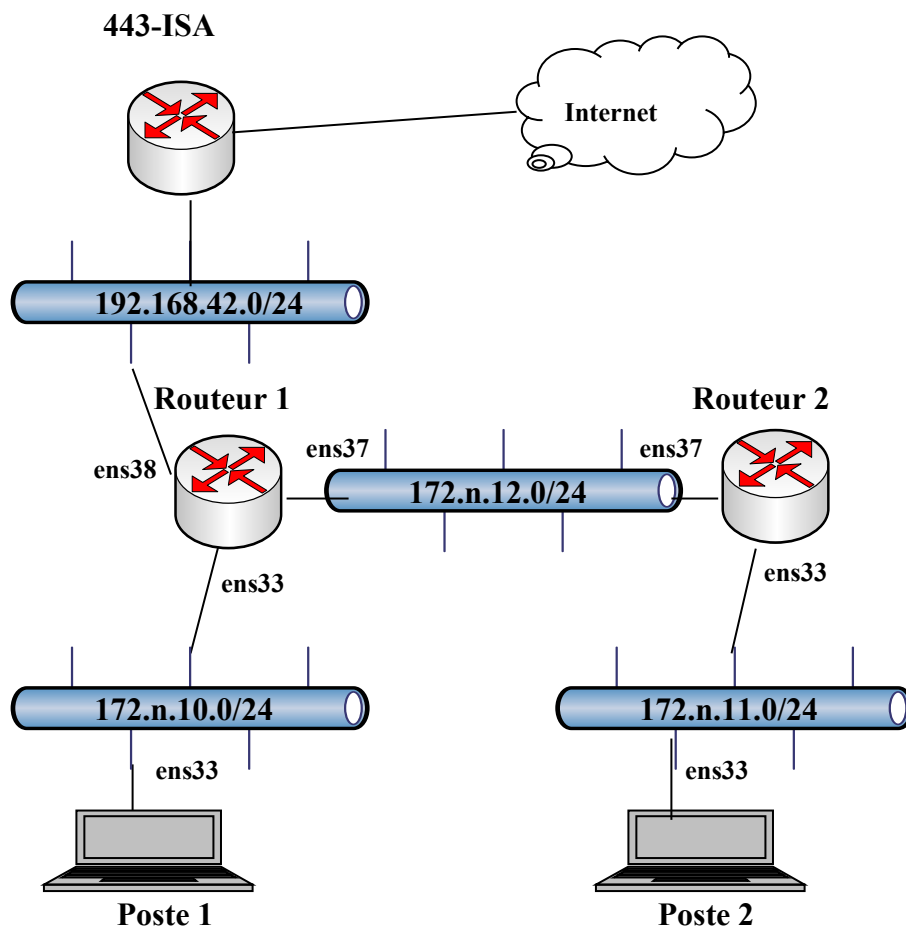 443-ISA
Internet
192.168.42.0/24
Routeur 1
Routeur 2
ens38
ens37
ens37
172.n.12.0/24
ens33
ens33
172.n.10.0/24
172.n.11.0/24
ens33
ens33
Poste 1
Poste 2